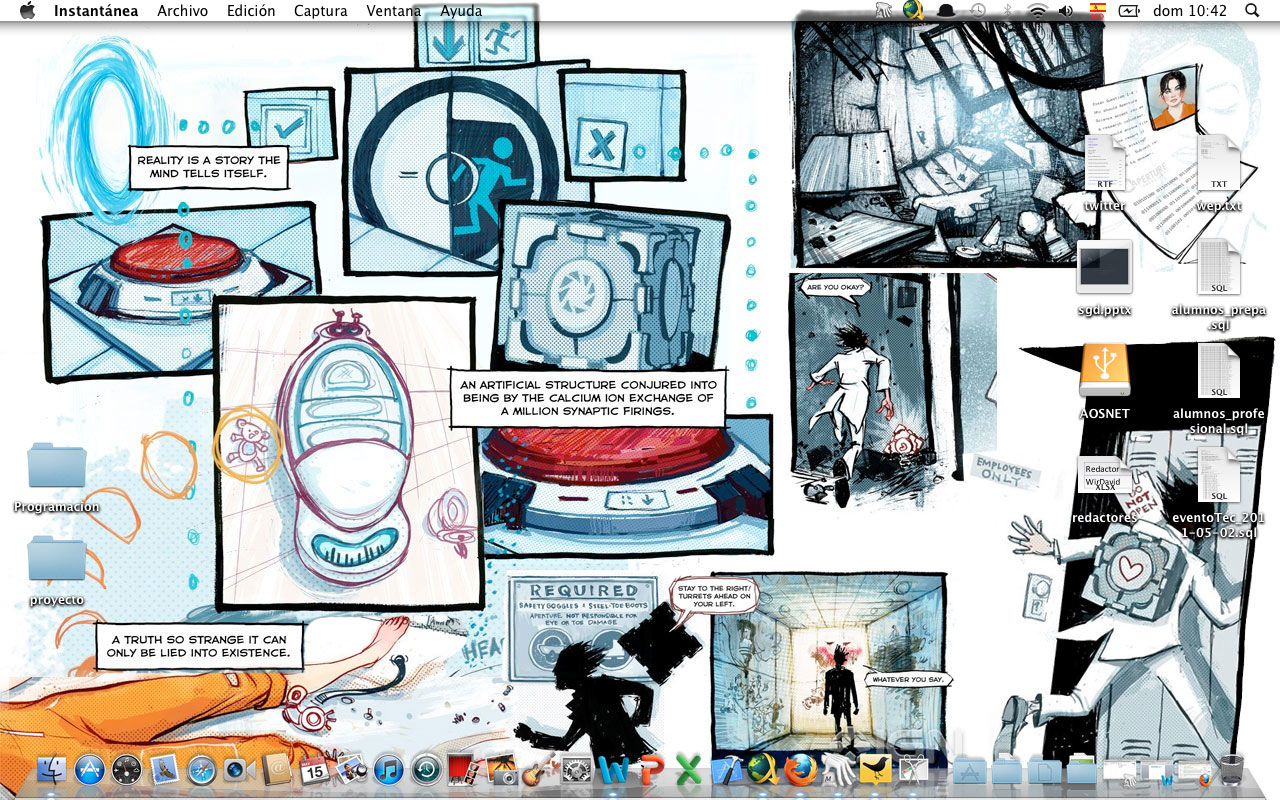 Instantánea Archivo Edición Captura Ventana Ayuda
dom 10:42
REALITY IS A STORY THE
MIND TELLS ITSELF.
AN ARTIFICIAL STRUCTURE CONJURED INTO
BEING BY THE CALCIUM ION EXCHANGE OF
A MILLION SYNAPTIC FIRINGS.
A TRUTH SO STRANGE IT CAN
ONLY BE LIED INTO EXISTENCE.
ARE YOU OKAY?
EMPLOYEES
ONLY
REQUIRED
SAFETY GOGGLES & STEEL-TOE BOOTS
APERTURE NOT RESPONSIBLE FOR
EYE OR TOE DAMAGE
STAY TO THE RIGHT!
TURRETS AHEAD ON
YOUR LEFT.
WHATEVER YOU SAY.
DO
NOT
OPEN
Programación
proyecto
RTF
twitter
TXT
wep.txt
sgd.pptx
SQL
alumnos_prepa
.sql
AOSNET
SQL
alumnos_profe
sional.sql
Redactor
WirDavid
XLSX
redactores
SQL
eventoTec_201
1-05-02.sql
15